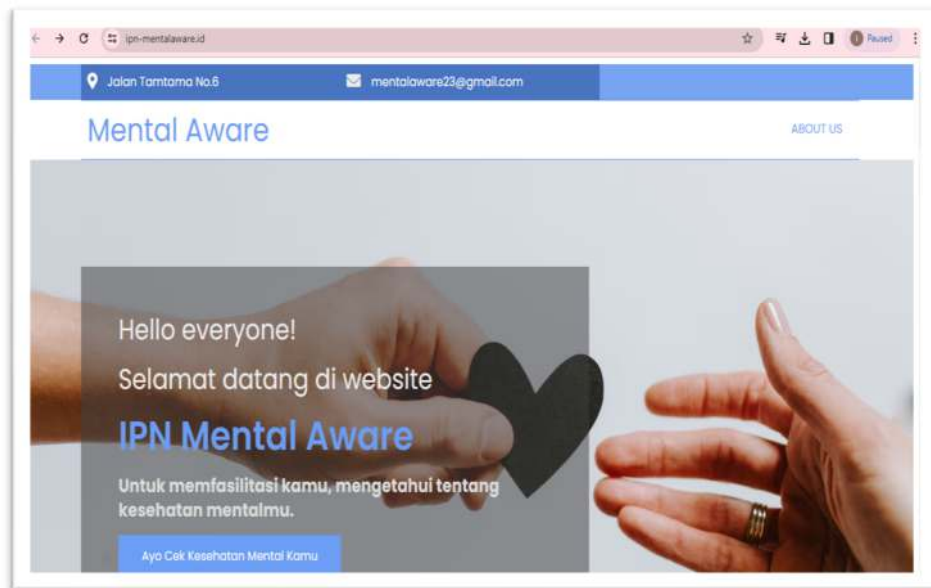 ipn-mentalaware.id
Paused
Jalan Tamtama No.6
mentalaware23@gmail.com
Mental Aware
ABOUT US
Hello everyone!
Selamat datang di website
IPN Mental Aware
Untuk memfasilitasi kamu, mengetahui tentang
kesehatan mentalmu.
Ayo Cek Kesehatan Mental Kamu